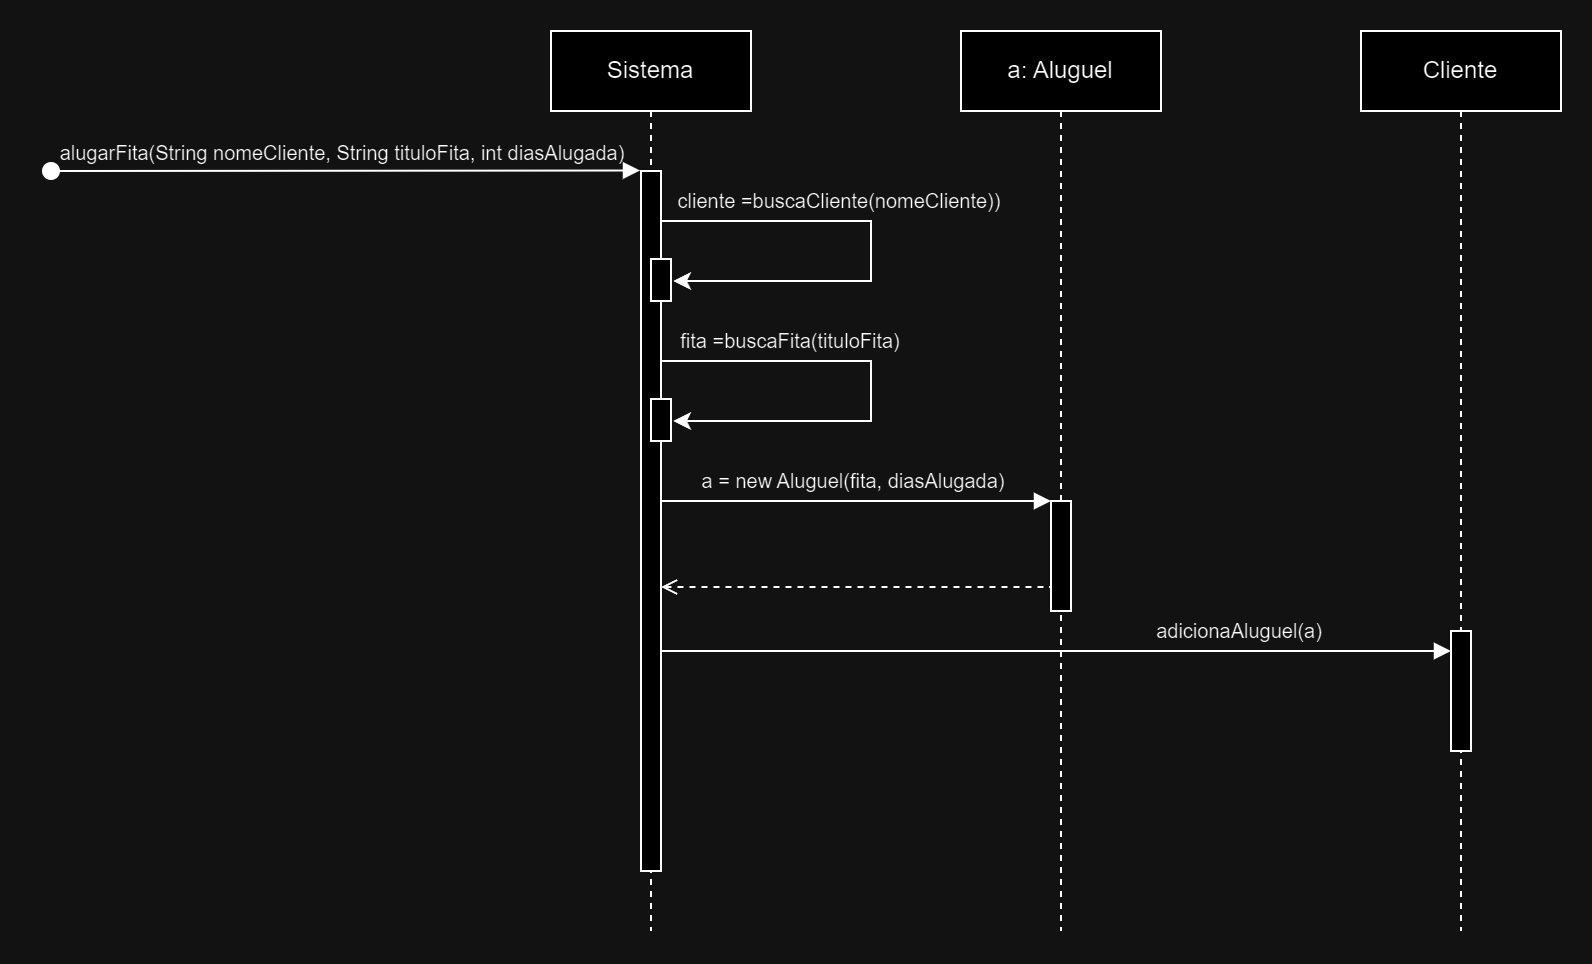 Sistema
a: Aluguel
Cliente
alugarFita(String nomeCliente, String tituloFita, int diasAlugada)
cliente =buscaCliente(nomeCliente))
fita =buscaFita(tituloFita)
a = new Aluguel(fita, diasAlugada)
adicionaAluguel(a)